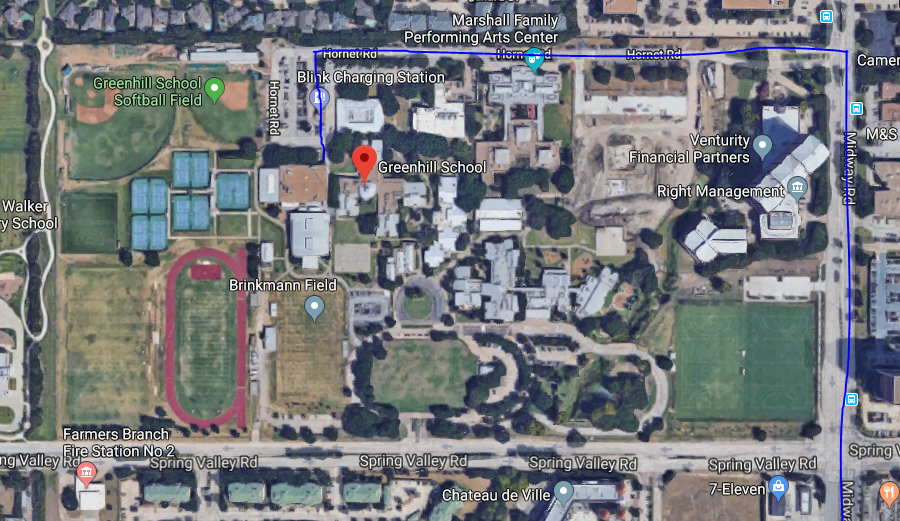 Marshall Family
Performing Arts Center
Hornet Rd
Hornet Rd
Camer
Blink Charging Station
Greenhill School
Softball Field
Hornet Rd
M&S
Venturity
Financial Partners
Midway Rd
Greenhill School
Right Management
Walker
y School
Brinkmann Field
Farmers Branch
Fire Station No 2
ng Valley Rd
Spring Valley Rd
Spring Valley Rd
Spring Valley Rd
Spring Valley Rd
Spring V
Chateau de Ville
7-Eleven
Midw